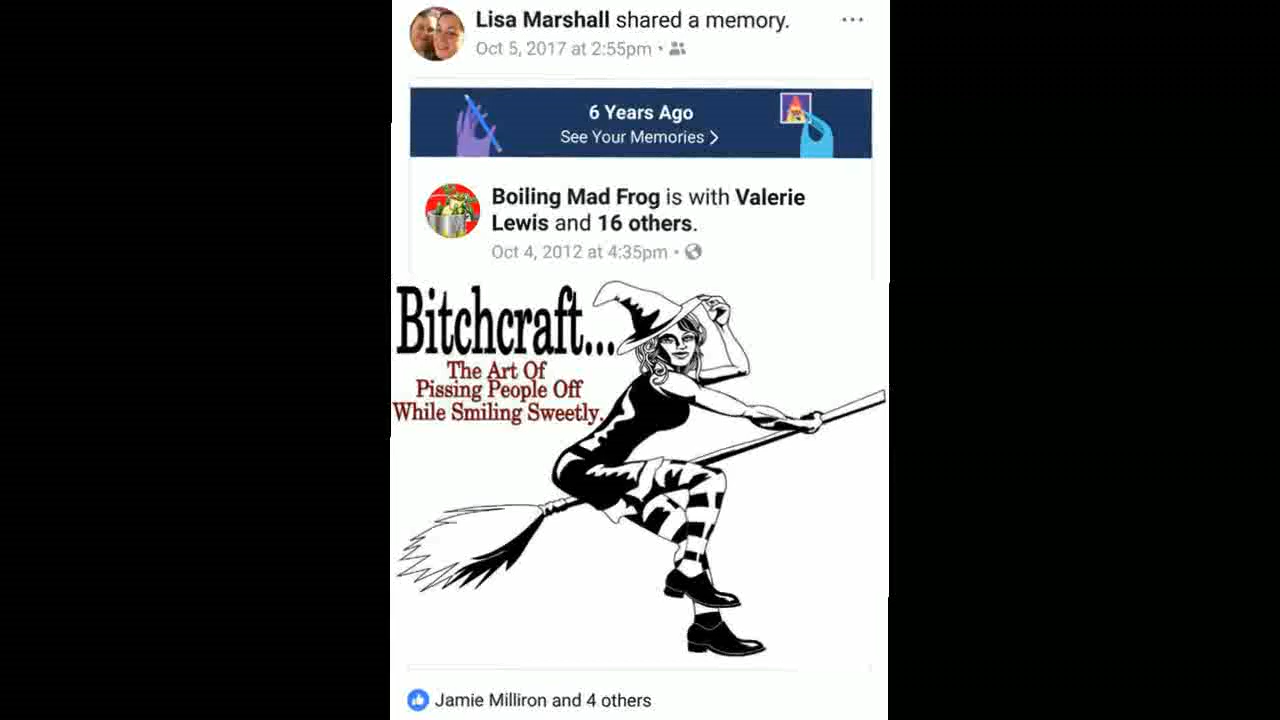 Lisa Marshall shared a memory.
Oct 5, 2017 at 2:55pm •
6 Years Ago
See Your Memories >
Boiling Mad Frog is with Valerie
Lewis and 16 others.
Oct 4, 2012 at 4:35pm •
Bitchcraft...
The Art Of
Pissing People Off
While Smiling Sweetly.
Jamie Milliron and 4 others